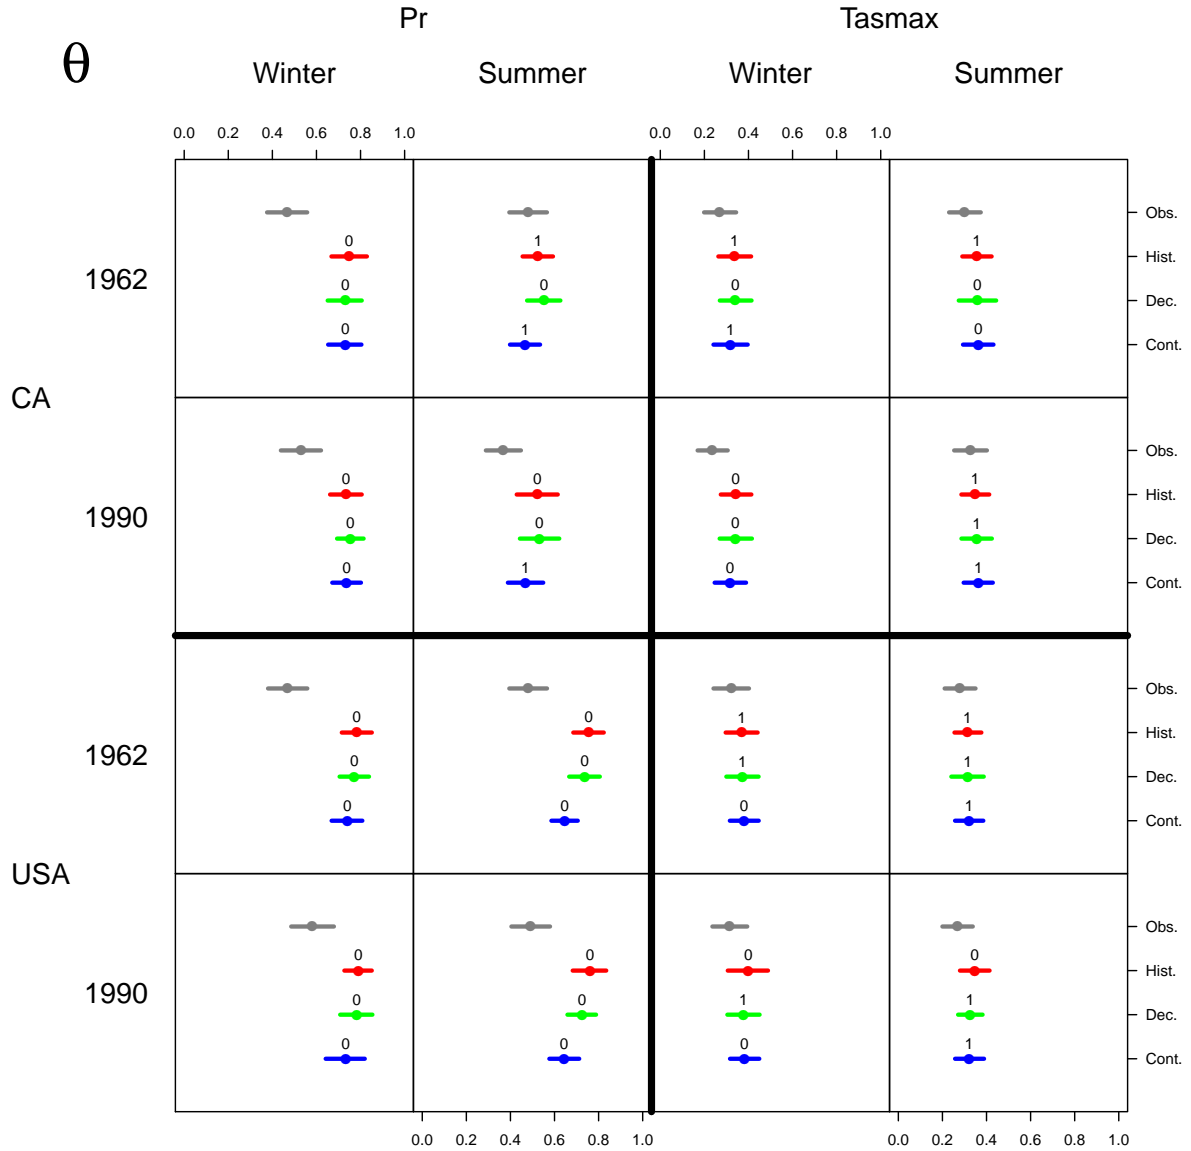 Pr Tasmax
θ Winter Summer Winter Summer
0.0 0.2 0.4 0.6 0.8 1.0 0.0 0.2 0.4 0.6 0.8 1.0
Obs.
0 1 1 1 Hist.
1962 0 0 0 0 Dec.
0 1 1 0 Cont.
CA
Obs.
0 0 0 1 Hist.
1990 0 0 0 1 Dec.
0 1 0 1 Cont.
Obs.
0 0 1 1 Hist.
1962 0 0 1 1 Dec.
0 0 0 1 Cont.
USA
Obs.
0 0 0 0 Hist.
1990 0 0 1 1 Dec.
0 0 0 1 Cont.
0.0 0.2 0.4 0.6 0.8 1.0 0.0 0.2 0.4 0.6 0.8 1.0